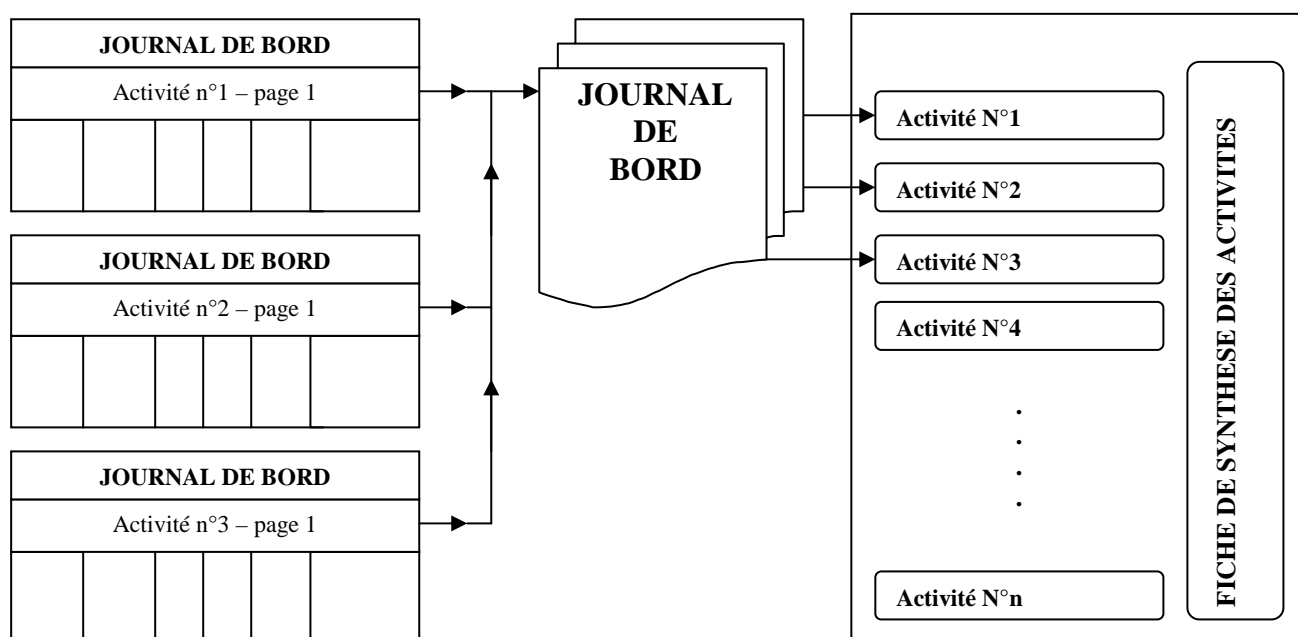 JOURNAL DE BORD
Activité n°1 – page 1
JOURNAL DE BORD
Activité n°2 – page 1
JOURNAL DE BORD
Activité n°3 – page 1
JOURNAL
DE
BORD
Activité N°1
Activité N°2
Activité N°3
Activité N°4
.
.
.
.
Activité N°n
FICHE DE SYNTHESE DES ACTIVITES